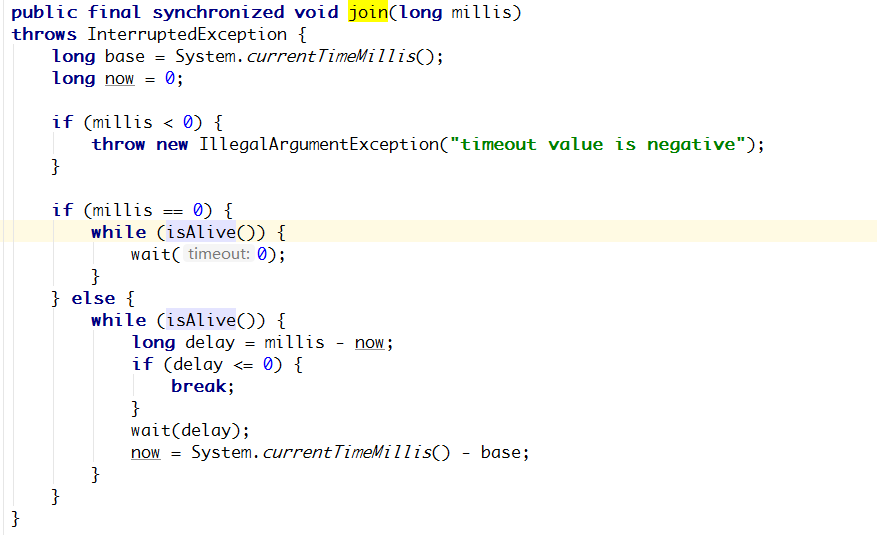 public final synchronized void join(long millis)
throws InterruptedException {
    long base = System.currentTimeMillis();
    long now = 0;

    if (millis < 0) {
        throw new IllegalArgumentException("timeout value is negative");
    }

    if (millis == 0) {
        while (isAlive()) {
            wait( timeout: 0);
        }
    } else {
        while (isAlive()) {
            long delay = millis - now;
            if (delay <= 0) {
                break;
            }
            wait(delay);
            now = System.currentTimeMillis() - base;
        }
    }
}